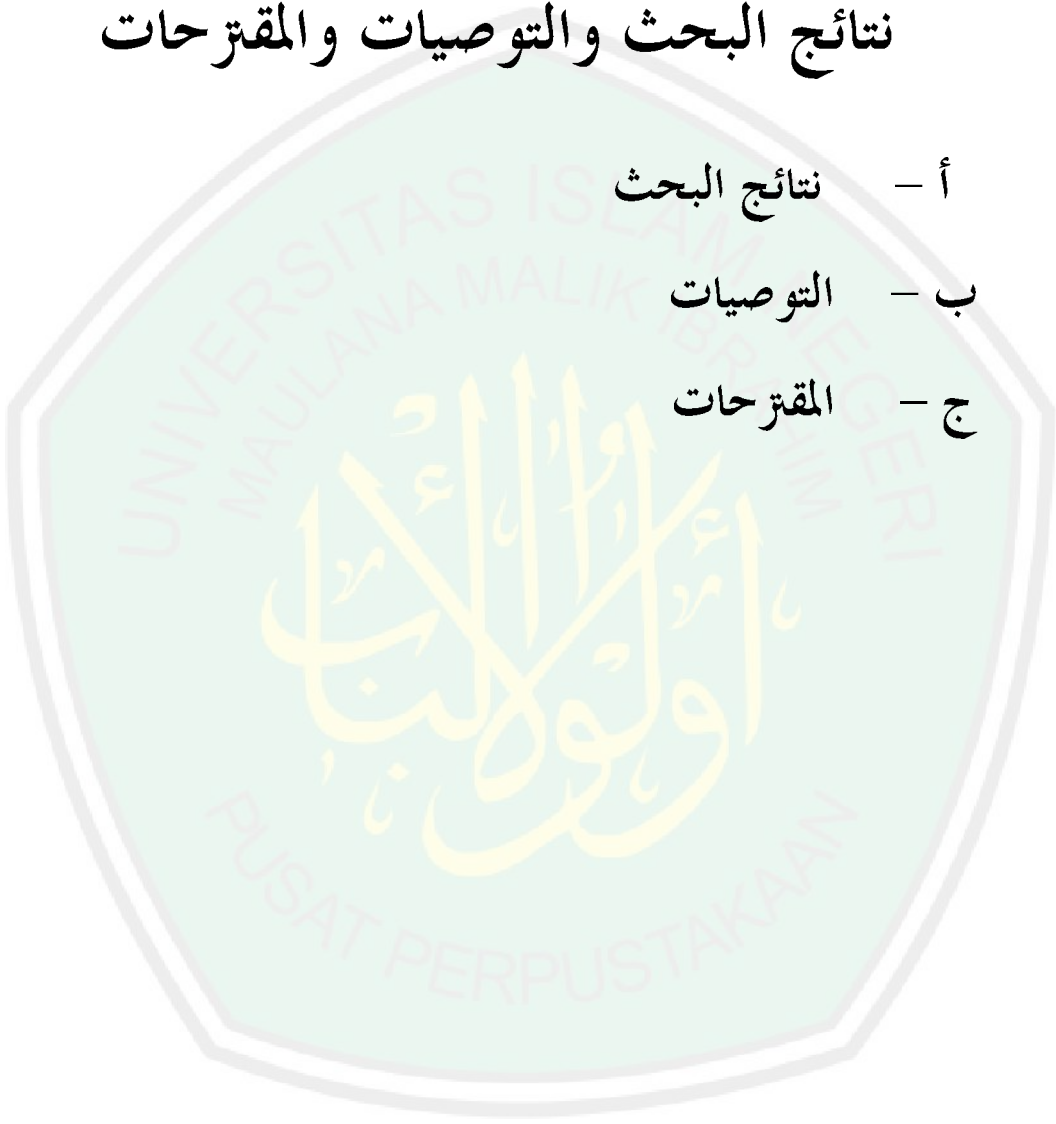 نتائج البحث والتوصيات والمقترحات
أ – نتائج البحث
ب – التوصيات
ج – المقترحات
UNIVERSITAS ISLAM NEGERI
MAULANA MALIK IBRAHIM
PUSAT PERPUSTAKAAN